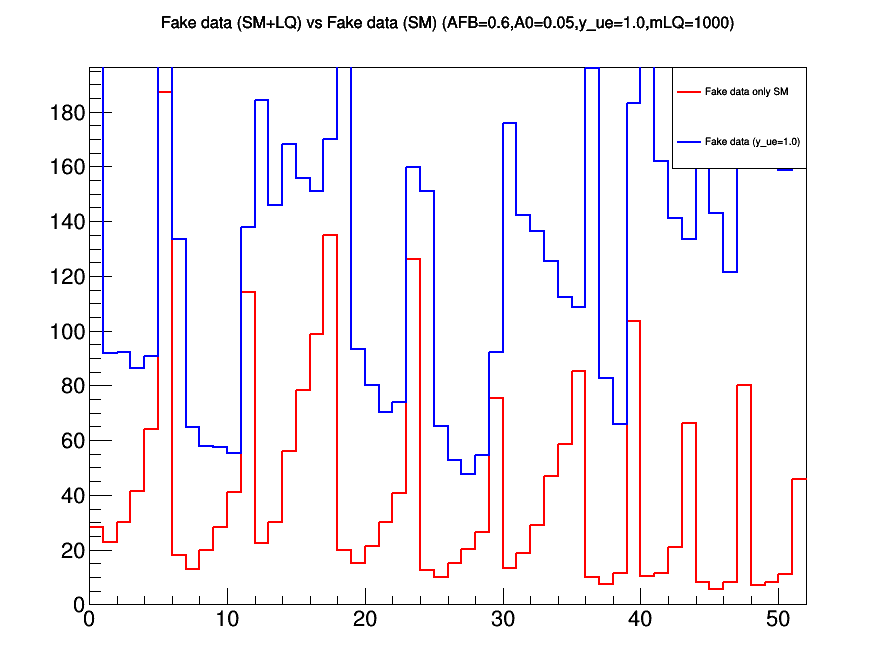 Fake data (SM+LQ) vs Fake data (SM) (AFB=0.6,A0=0.05,y_ue=1.0,mLQ=1000)
Fake data only SM
Fake data (y_ue=1.0)
180
160
140
120
100
80
60
40
20
0
0 10 20 30 40 50